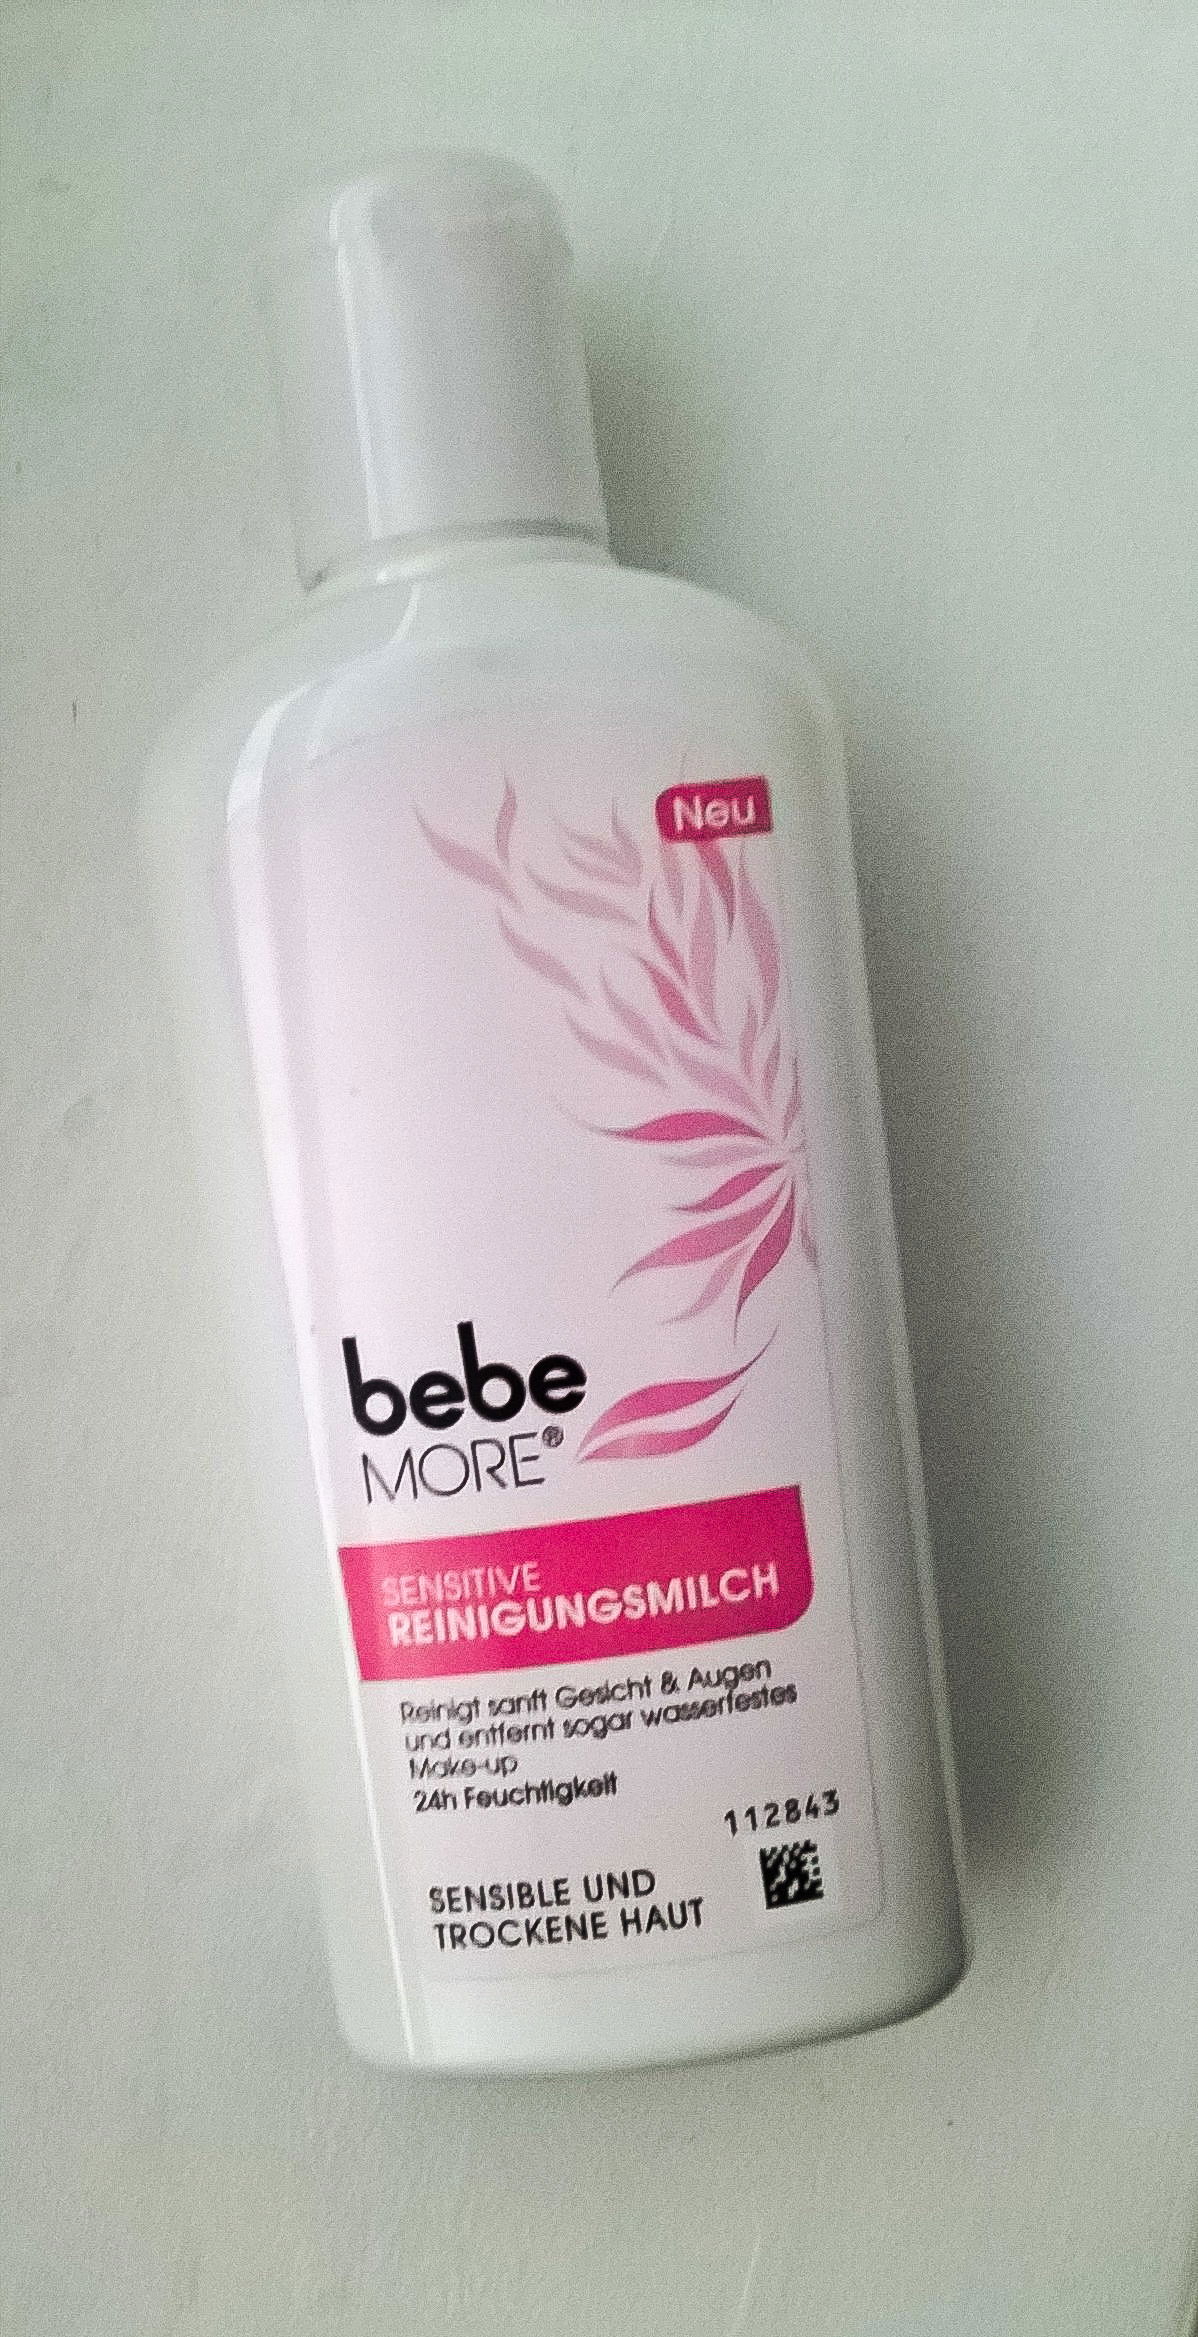 Neu
bebe
MORE®
SENSITIVE
REINIGUNGSMILCH
Reinigt sanft Gesicht & Augen
und entfernt sogar wasserfestes
Make-up
24h Feuchtigkeit
112843
SENSIBLE UND
TROCKENE HAUT